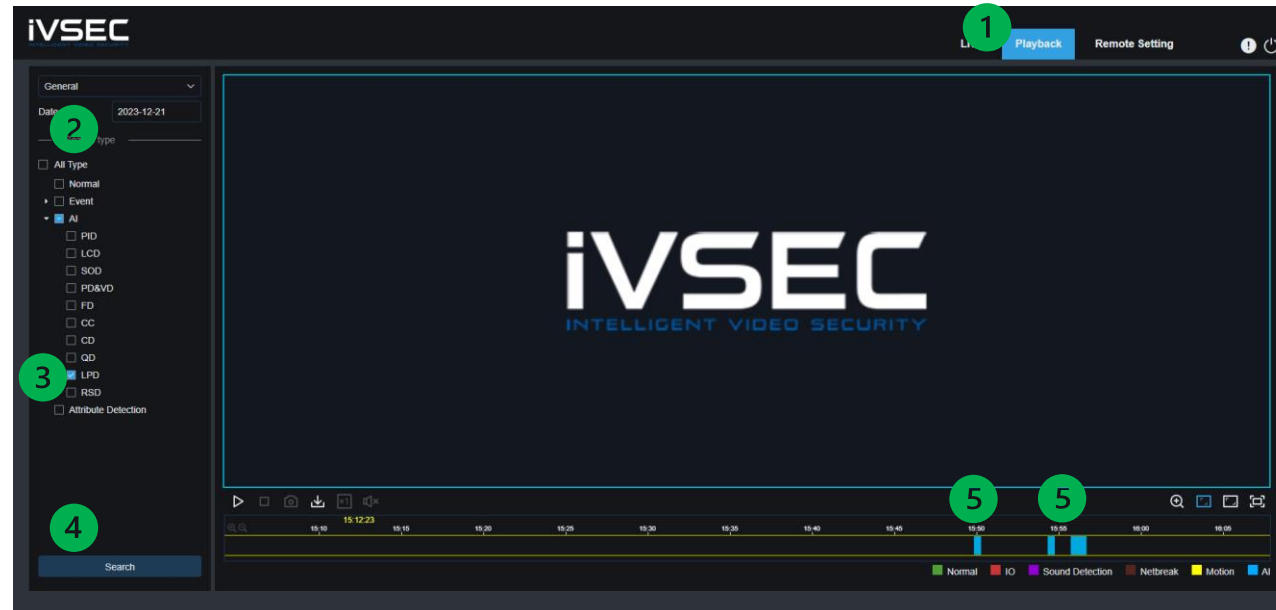 iVSEC
INTELLIGENT VIDEO SECURITY
1
Playback
Remote Setting
General
Date
2023-12-21
2
type
All Type
Normal
Event
AI
PID
LCD
SOD
PD&VD
FD
CC
CD
QD
3
LPD
RSD
Attribute Detection
iVSEC
INTELLIGENT VIDEO SECURITY
5
5
4
15:12:23
15:10
15:15
15:20
15:25
15:30
15:35
15:40
15:45
15:50
15:55
16:00
16:05
Search
Normal
IO
Sound Detection
Netbreak
Motion
AI